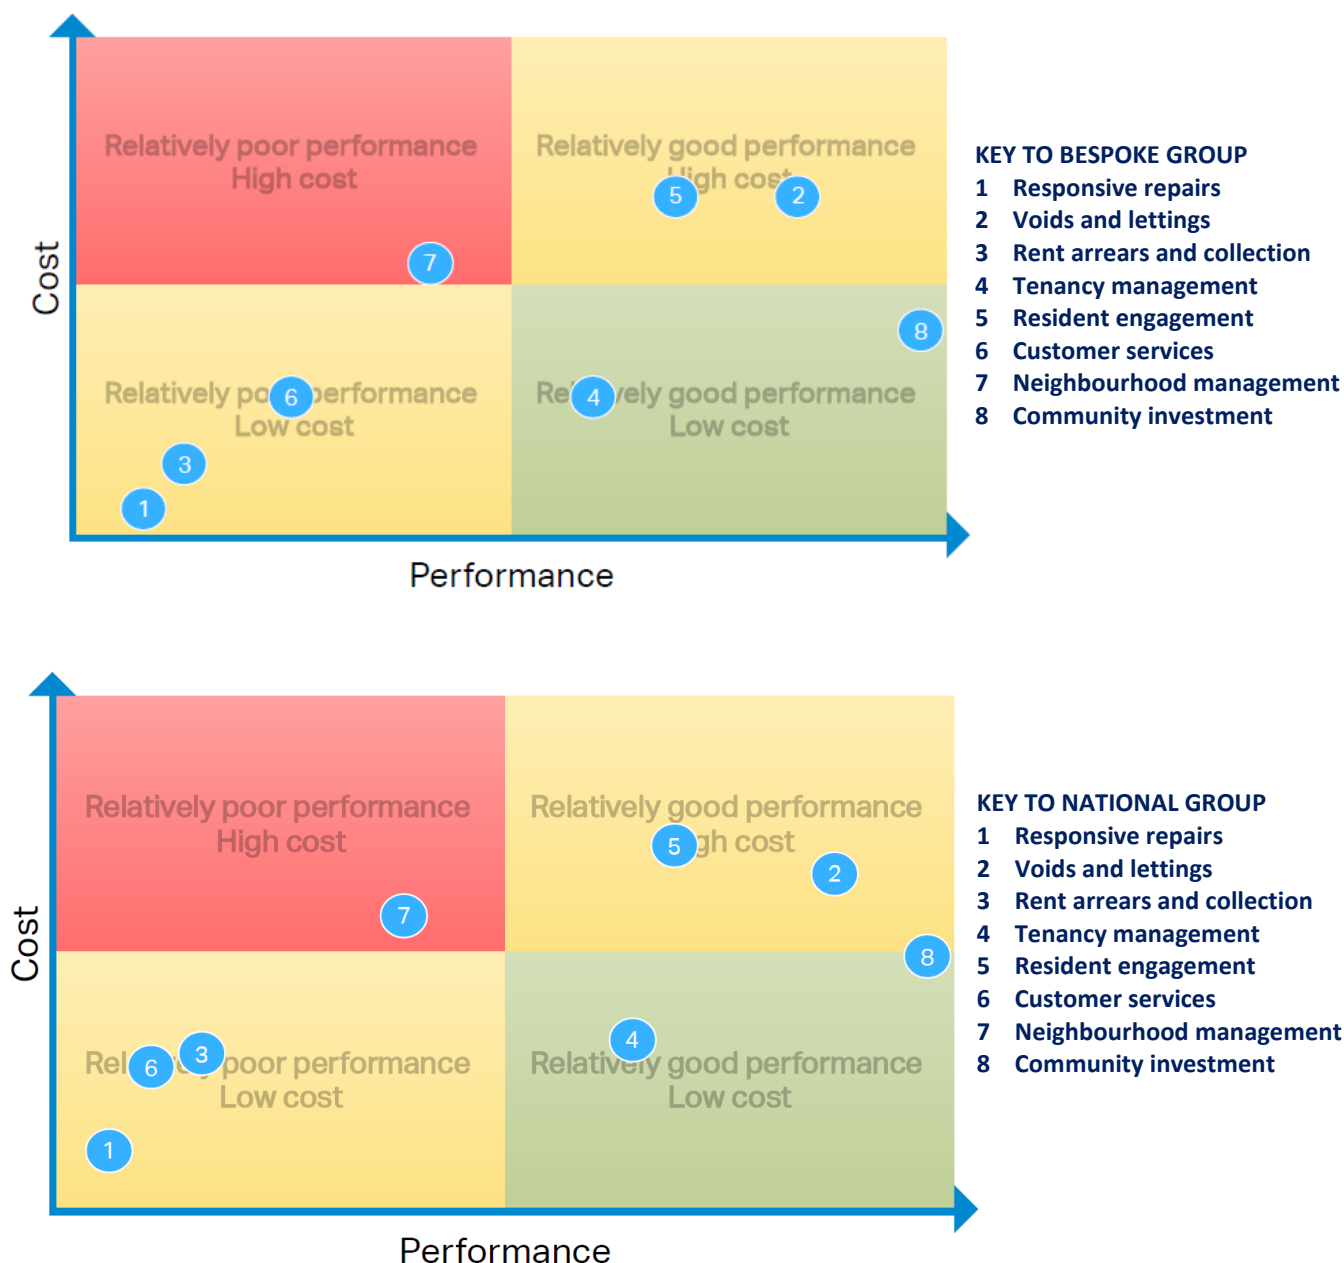 Relatively poor performance
High cost
Relatively good performance
High cost
5
2
7
Cost
8
Relatively poor performance
Low cost
6
Relatively good performance
Low cost
4
3
1
Performance
KEY TO BESPOKE GROUP
1 Responsive repairs
2 Voids and lettings
3 Rent arrears and collection
4 Tenancy management
5 Resident engagement
6 Customer services
7 Neighbourhood management
8 Community investment
Relatively poor performance
High cost
Relatively good performance
High cost
5
2
7
Cost
8
Relatively poor performance
Low cost
6
3
4
Relatively good performance
Low cost
1
Performance
KEY TO NATIONAL GROUP
1 Responsive repairs
2 Voids and lettings
3 Rent arrears and collection
4 Tenancy management
5 Resident engagement
6 Customer services
7 Neighbourhood management
8 Community investment